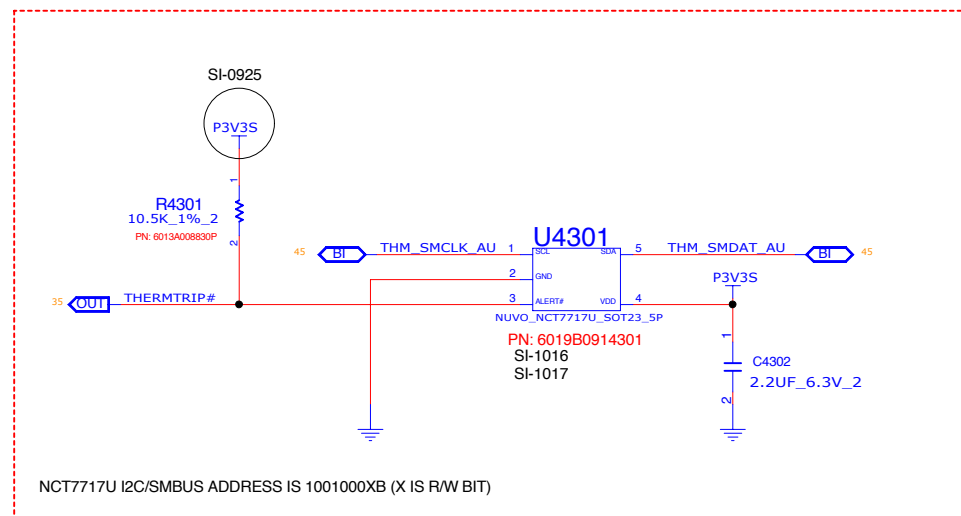 SI-0925
P3V3S
1
R4301
10.5K_1%_2
PN: 6013A008830P
2
45 BI THM_SMCLK_AU 1 U4301 5 THM_SMDAT_AU BI 45
SCL SDA
2 GND P3V3S
35 OUT THERMTRIP# 3 ALERT# VDD 4
NUVO_NCT7717U_SOT23_5P
PN: 6019B0914301
SI-1016
SI-1017
1
C4302
2.2UF_6.3V_2
2
NCT7717U I2C/SMBUS ADDRESS IS 1001000XB (X IS R/W BIT)